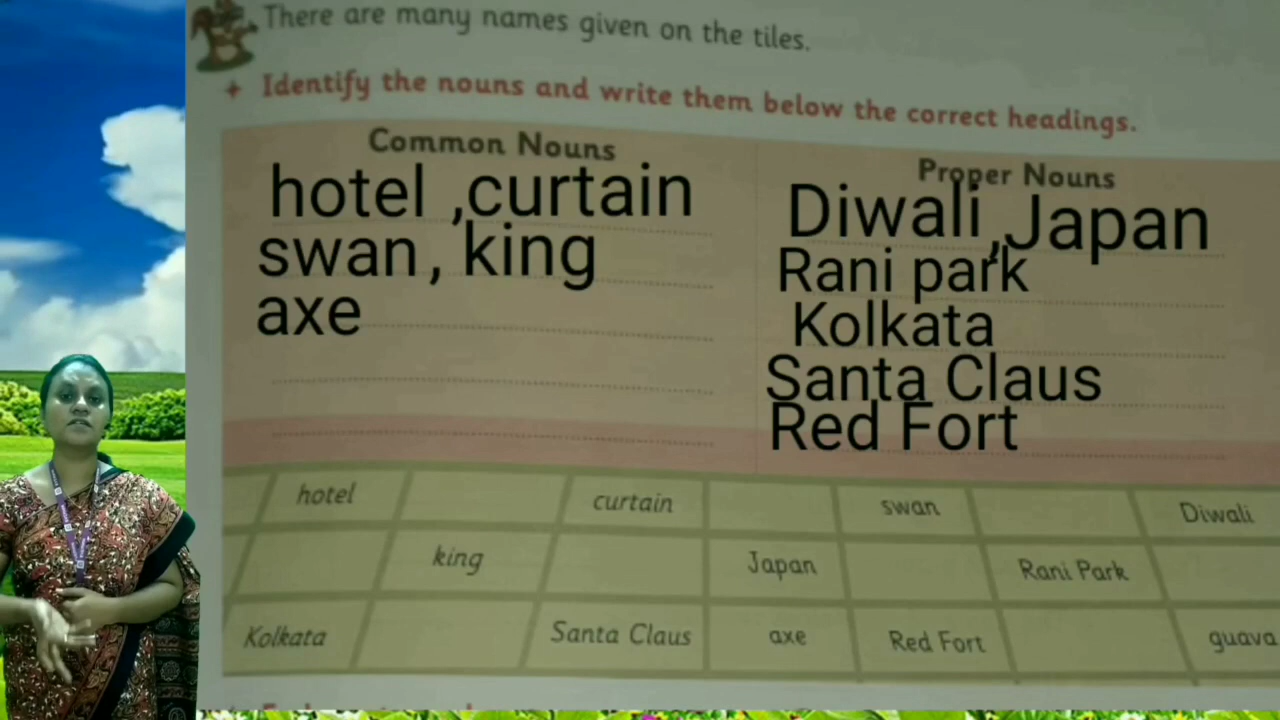 There are many names given on the tiles.
Identify the nouns and write them below the correct headings.
Common Nouns
hotel ,curtain
swan, king
axe
Proper Nouns
Diwali ,Japan
Rani park
Kolkata
Santa Claus
Red Fort
hotel curtain swan Diwali
king Japan Rani Park
Kolkata Santa Claus axe Red Fort guava